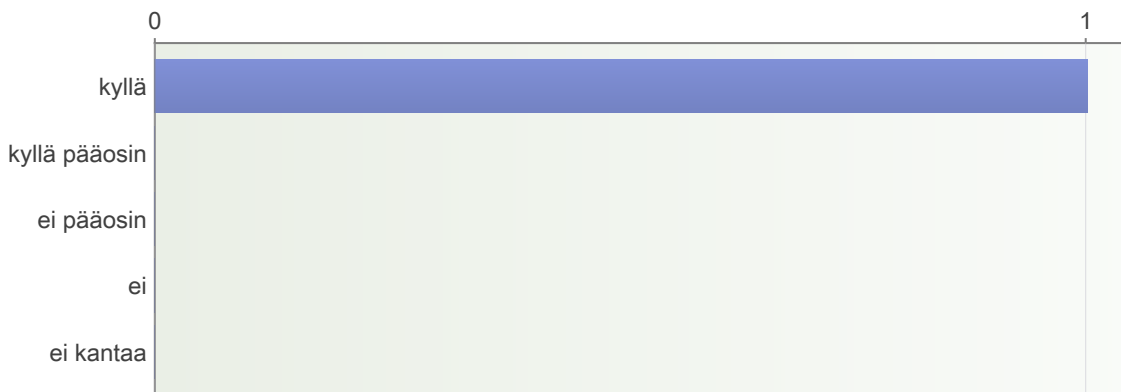 0 1
kyllä
kyllä pääosin
ei pääosin
ei
ei kantaa